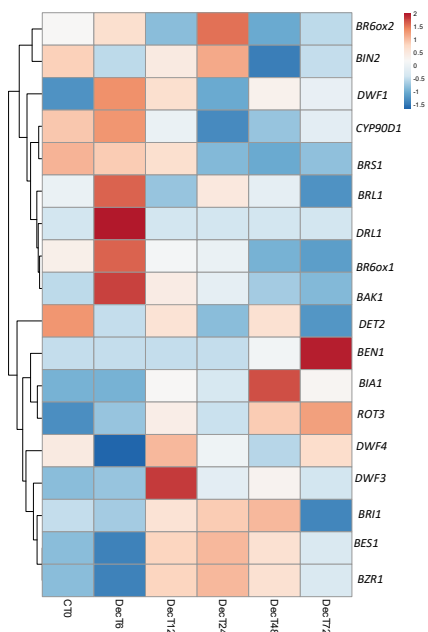 BR6ox2
BIN2
DWF1
CYP90D1
BRS1
BRL1
DRL1
BR6ox1
BAK1
DET2
BEN1
BIA1
ROT3
DWF4
DWF3
BRI1
BES1
BZR1
2
1.5
1
0.5
0
-0.5
-1
-1.5
CT0
DecT6
DecT12
DecT24
DecT48
DecT72